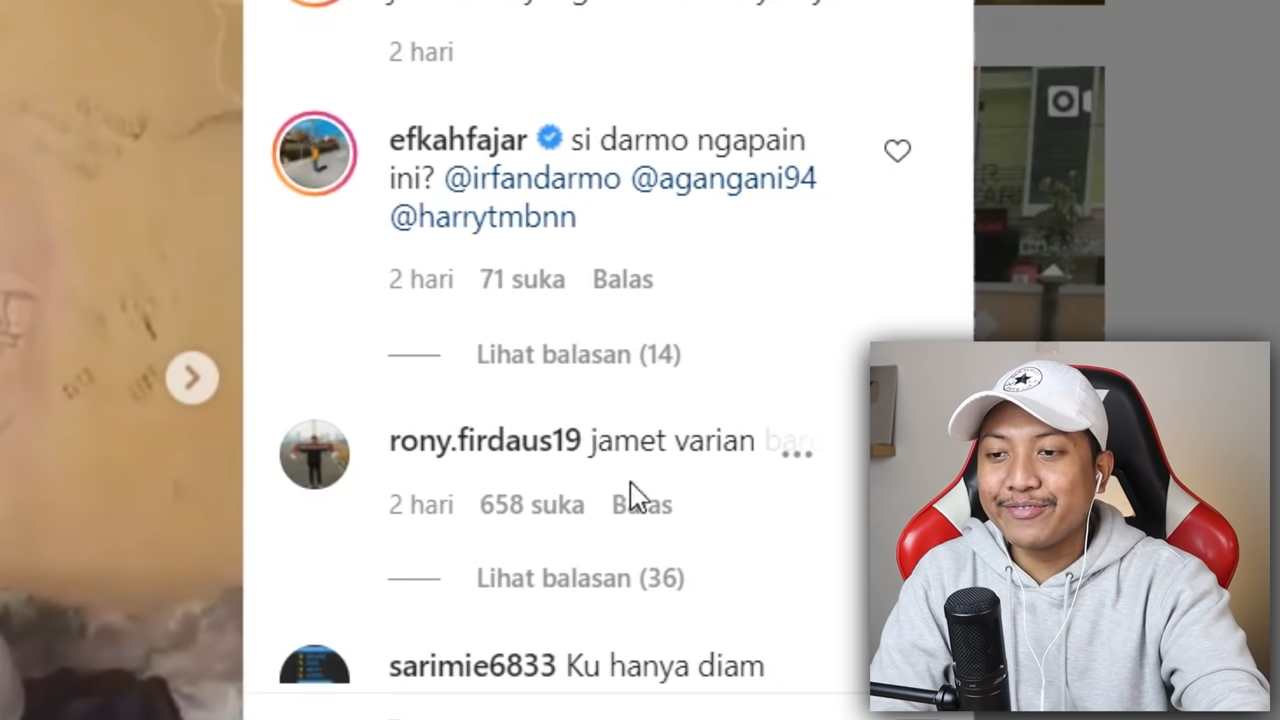 2 hari
efkahfajar si darmo ngapain
ini? @irfandarmo @agangani94
@harrytmbnn
2 hari 71 suka Balas
Lihat balasan (14)
rony.firdaus19 jamet varian baru
2 hari 658 suka Balas
Lihat balasan (36)
sarimie6833 Ku hanya diam